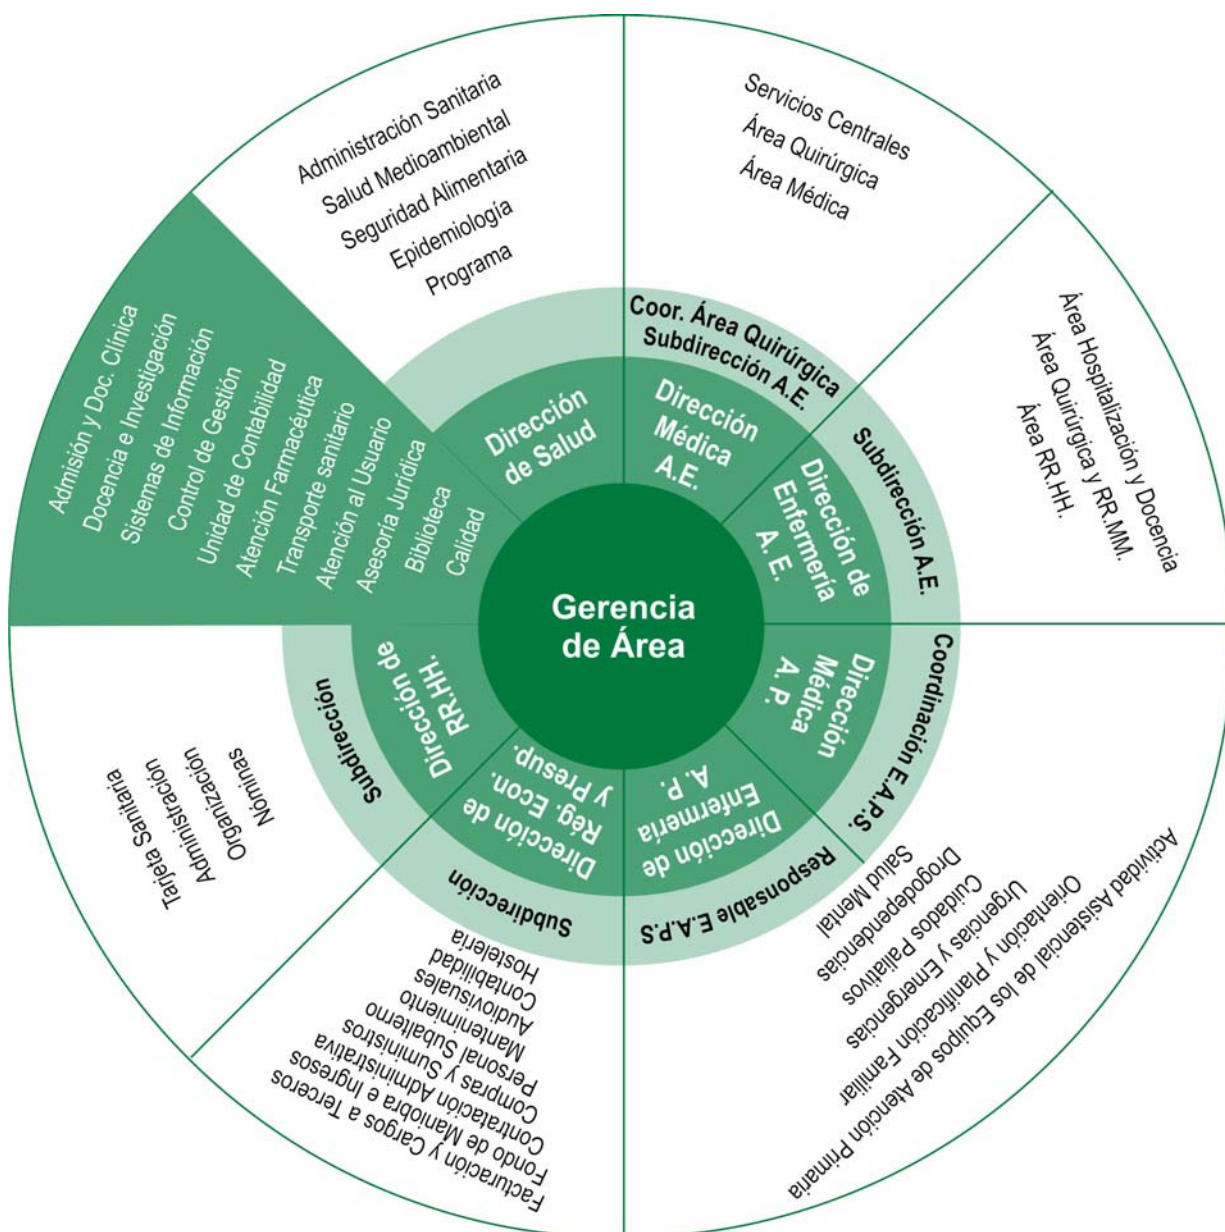 Gerencia
de Área
Dirección
de Salud
Administración Sanitaria
Salud Medioambiental
Seguridad Alimentaria
Epidemiología
Programa
Dirección
Médica
A.E.
Coor. Área Quirúrgica
Subdirección A.E.
Servicios Centrales
Área Quirúrgica
Área Médica
Dirección de
Enfermería
A. E.
Subdirección A.E.
Área Hospitalización y Docencia
Área Quirúrgica y RR.MM.
Área RR.HH.
Dirección
Médica
A. P.
Coordinación E.A.P.S.
Dirección de
Enfermería
A. P.
Responsable E.A.P.S
Actividad Asistencial de los Equipos de Atención Primaria
Orientación y Planificación Familiar
Urgencias y Emergencias
Cuidados Paliativos
Drogodependencias
Salud Mental
Dirección de
Rég. Econ.
y Presup.
Subdirección
Hostelería
Contabilidad
Audiovisuales
Mantenimiento
Personal Subalterno
Compras y Suministros
Contratación Administrativa
Fondo de Maniobra e Ingresos
Facturación y Cargos a Terceros
Dirección de
RR.HH.
Subdirección
Nóminas
Organización
Administración
Tarjeta Sanitaria
Admisión y Doc. Clínica
Docencia e Investigación
Sistemas de Información
Control de Gestión
Unidad de Contabilidad
Atención Farmacéutica
Transporte sanitario
Atención al Usuario
Asesoría Jurídica
Biblioteca
Calidad